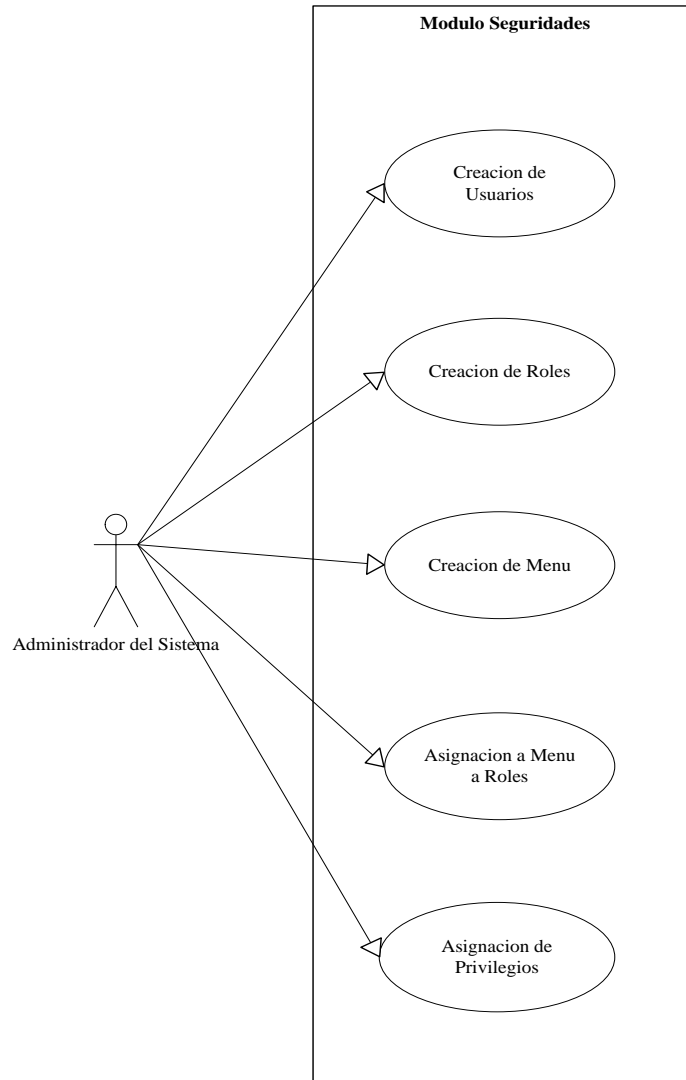 Modulo Seguridades
Creacion de
Usuarios
Creacion de Roles
Creacion de Menu
Administrador del Sistema
Asignacion a Menu
a Roles
Asignacion de
Privilegios